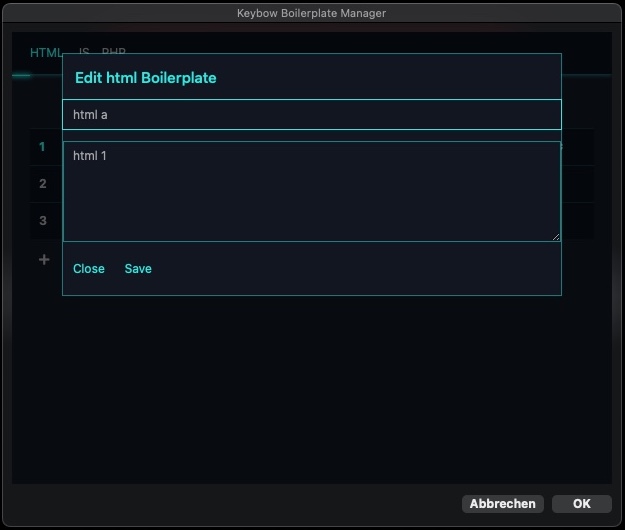 Keybow Boilerplate Manager
HTML JS PHP
Edit html Boilerplate
html a
1
html 1
2
3
+
Close Save
Abbrechen OK